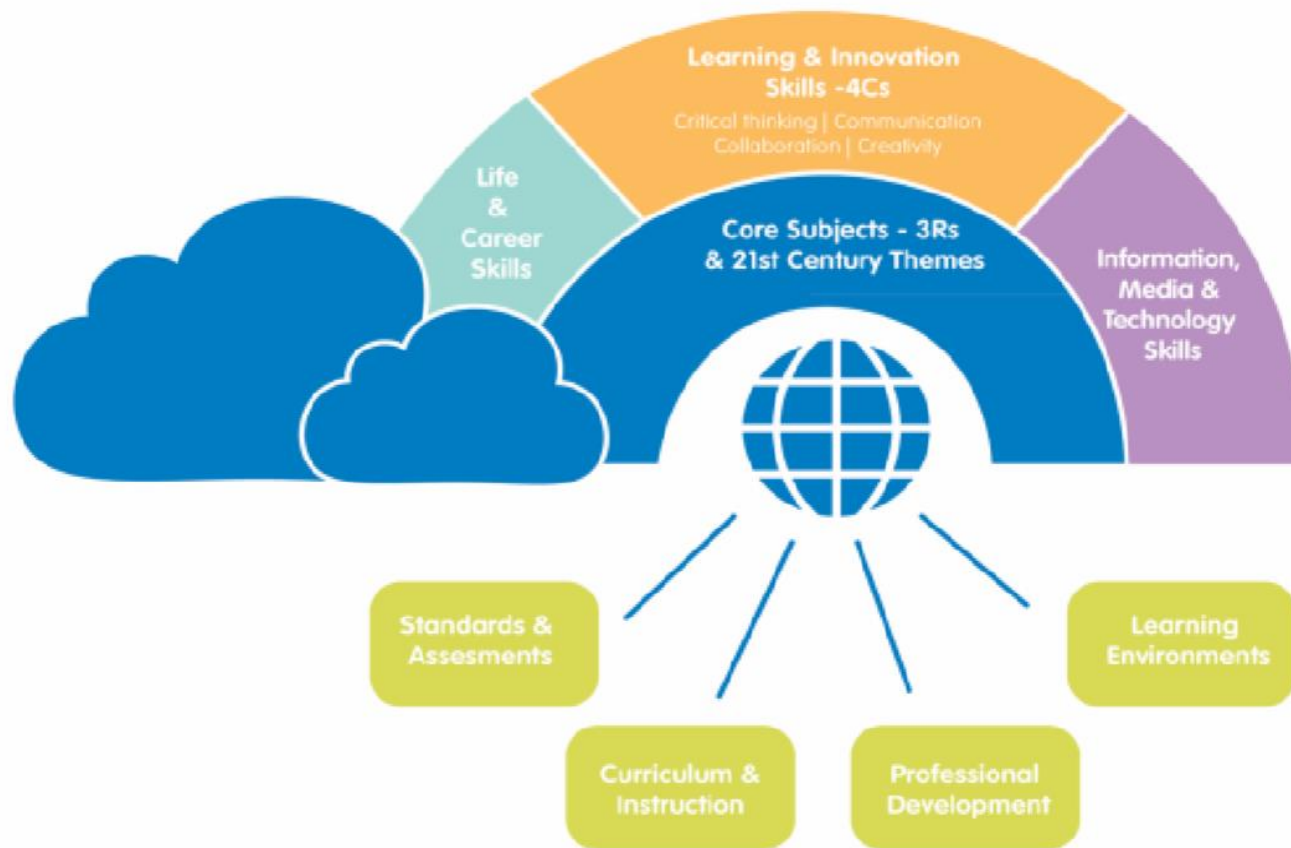 Learning & Innovation
Skills -4Cs
Critical thinking | Communication
Collaboration | Creativity
Life
&
Career
Skills
Core Subjects - 3Rs
& 21st Century Themes
Information,
Media &
Technology
Skills
Standards &
Assesments
Learning
Environments
Curriculum &
Instruction
Professional
Development